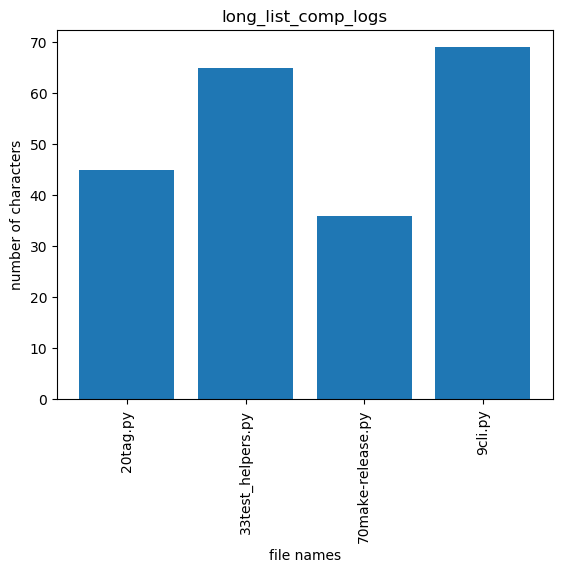 long_list_comp_logs
70
60
50
40
30
20
10
0
number of characters
20tag.py
33test_helpers.py
70make-release.py
9cli.py
file names